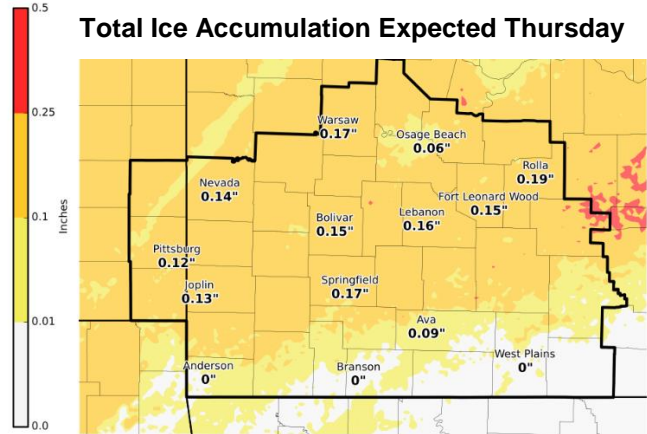 Total Ice Accumulation Expected Thursday
0.5
0.25
0.1
0.01
0.0
Inches
Warsaw
0.17"
Osage Beach
0.06"
Rolla
0.19"
Nevada
0.14"
Fort Leonard Wood
0.15"
Bolivar
0.15"
Lebanon
0.16"
Pittsburg
0.12"
Joplin
0.13"
Springfield
0.17"
Ava
0.09"
Anderson
0"
Branson
0"
West Plains
0"